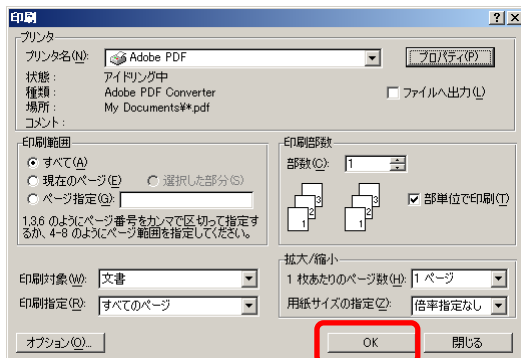 印刷
プリンタ
プリンタ名(N): Adobe PDF プロパティ(P)
状態: アイドリング中
種類: Adobe PDF Converter ファイルへ出力(L)
場所: My Documents¥*.pdf
コメント:
印刷範囲
すべて(A)
現在のページ(E) 選択した部分(S)
ページ指定(G):
1,3,6 のようにページ番号をカンマで区切って指定す
るか、4-8 のようにページ範囲を指定してください。
印刷部数
部数(C): 1
1 2 3 1 2 3 部単位で印刷(T)
印刷対象(W): 文書
印刷指定(R): すべてのページ
拡大/縮小
1 枚あたりのページ数(H): 1 ページ
用紙サイズの指定(Z): 倍率指定なし
オプション(O)... OK 閉じる